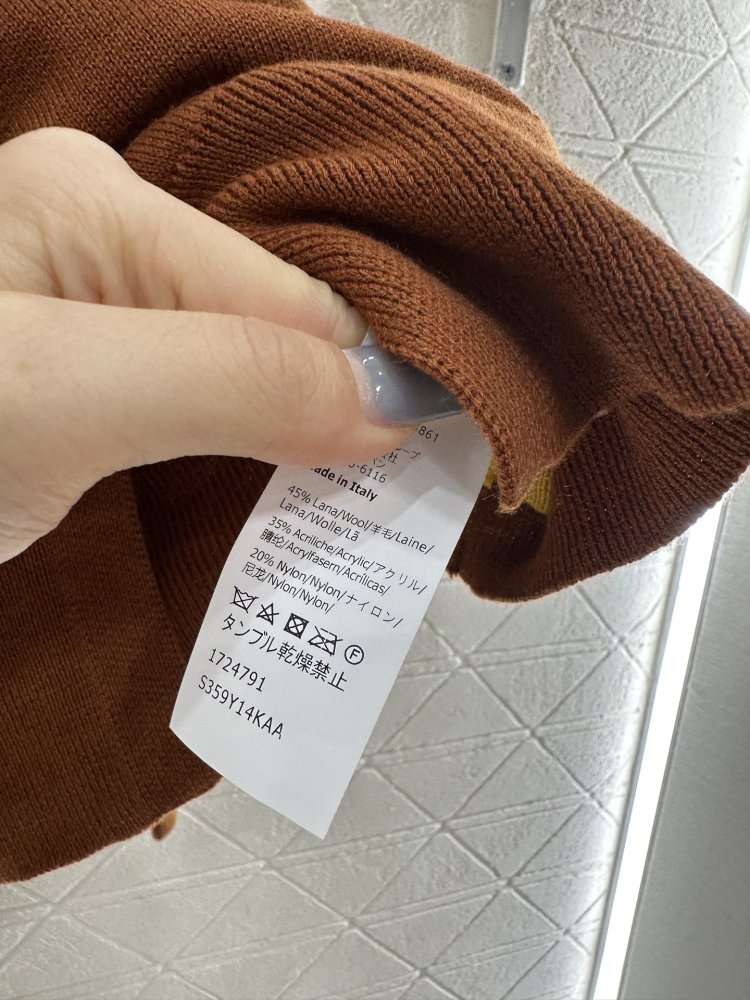 861
6116
Made in Italy
45% Lana/Wool/羊毛/Laine/
Lana/Wolle/Lã
35% Acriliche/Acrylic/アクリル/
腈纶/Acrylfasern/Acrílicas/
20% Nylon/Nylon/ナイロン/
尼龙/Nylon/Nylon/
F
タンブル乾燥禁止
1724791
S359Y14KAA